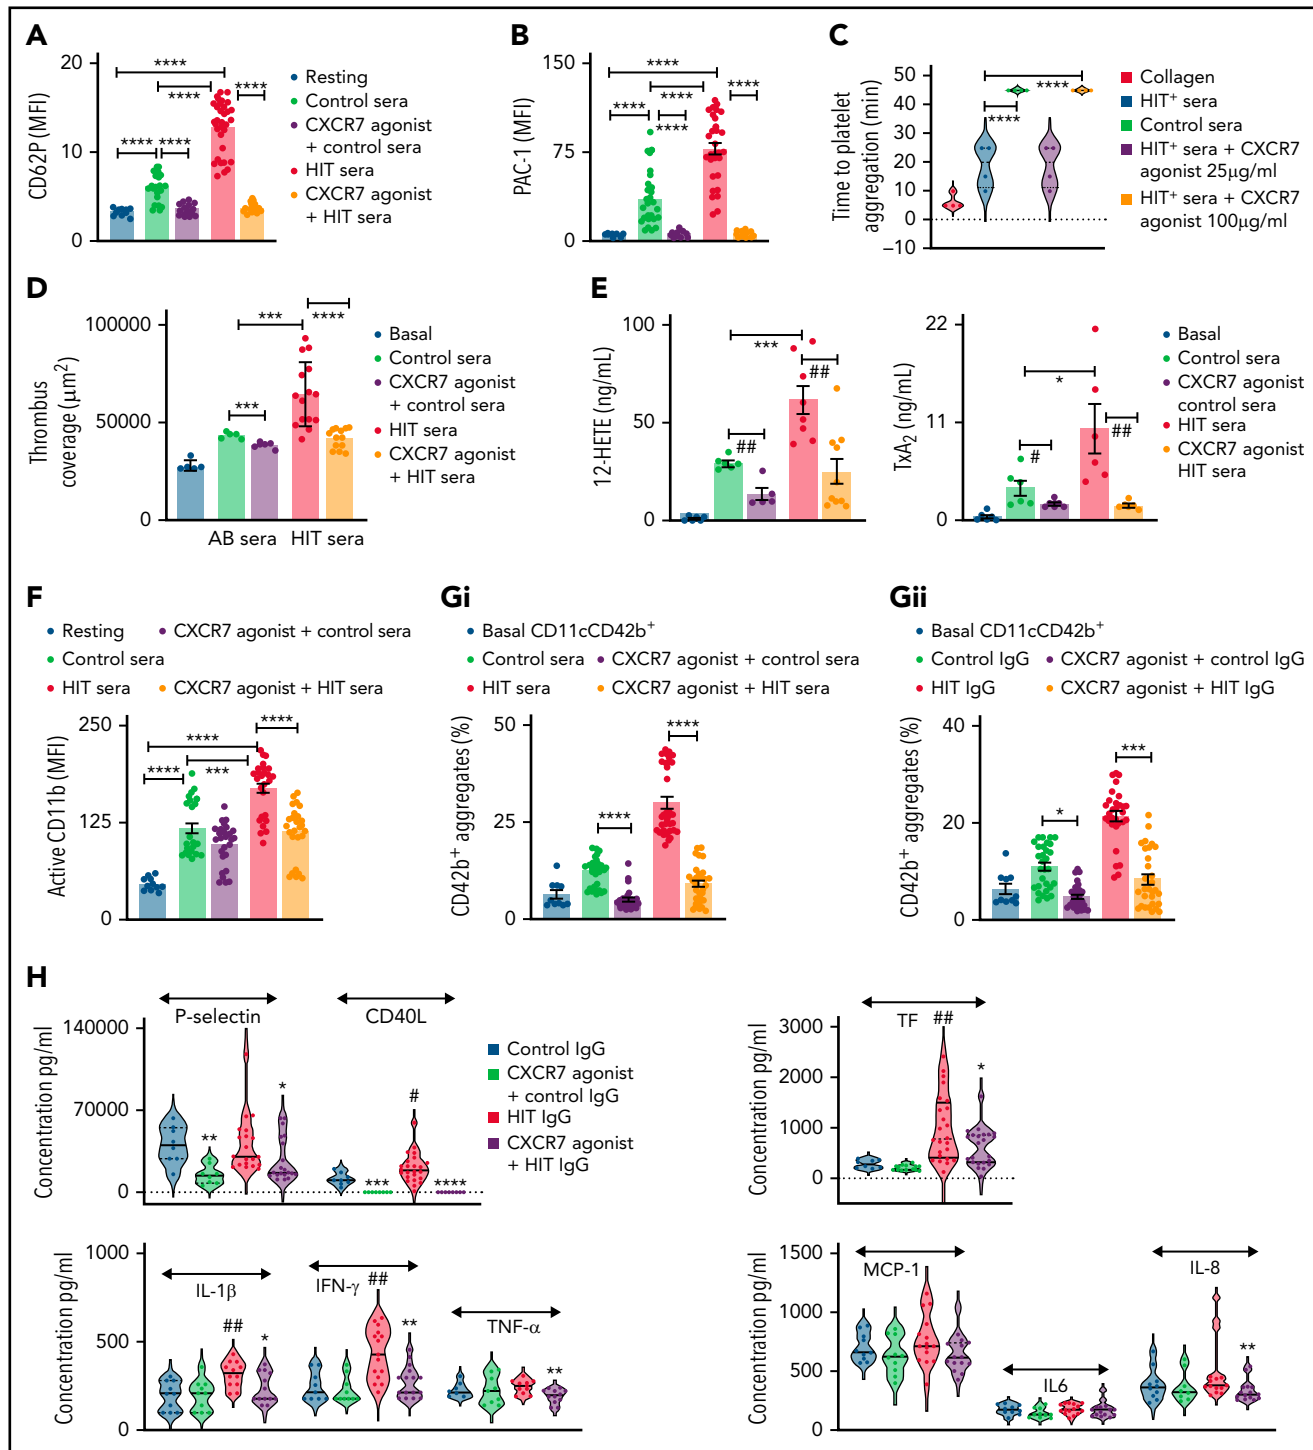 A
CD62P (MFI)
20
10
0
****
****
****
****
****
Resting
Control sera
CXCR7 agonist
+ control sera
HIT sera
CXCR7 agonist
+ HIT sera
B
PAC-1 (MFI)
150
75
0
****
****
****
****
****
C
Time to platelet
aggregation (min)
50
40
30
20
10
0
–10
****
****
Collagen
HIT+ sera
Control sera
HIT+ sera + CXCR7
agonist 25µg/ml
HIT+ sera + CXCR7
agonist 100µg/ml
D
Thrombus
coverage (µm²)
100000
50000
0
***
***
****
AB sera
HIT sera
Basal
Control sera
CXCR7 agonist
+ control sera
HIT sera
CXCR7 agonist
+ HIT sera
E
12-HETE (ng/mL)
100
50
0
***
##
##
TxA2 (ng/mL)
22
11
0
*
#
##
Basal
Control sera
CXCR7 agonist
control sera
HIT sera
CXCR7 agonist
HIT sera
F
Resting
CXCR7 agonist + control sera
Control sera
HIT sera
CXCR7 agonist + HIT sera
Active CD11b (MFI)
250
125
0
****
****
***
****
Gi
Basal CD11cCD42b+
Control sera
CXCR7 agonist + control sera
HIT sera
CXCR7 agonist + HIT sera
CD42b+ aggregates (%)
50
25
0
****
****
Gii
Basal CD11cCD42b+
Control IgG
CXCR7 agonist + control IgG
HIT IgG
CXCR7 agonist + HIT IgG
CD42b+ aggregates (%)
40
20
0
*
***
H
Concentration pg/ml
140000
70000
0
P-selectin
CD40L
**
*
***
#
****
Control IgG
CXCR7 agonist
+ control IgG
HIT IgG
CXCR7 agonist
+ HIT IgG
Concentration pg/ml
3000
2000
1000
0
TF
##
*
Concentration pg/ml
1000
500
0
IL-1β
IFN-γ
TNF-α
##
*
##
**
**
Concentration pg/ml
1500
1000
500
0
MCP-1
IL6
IL-8
**